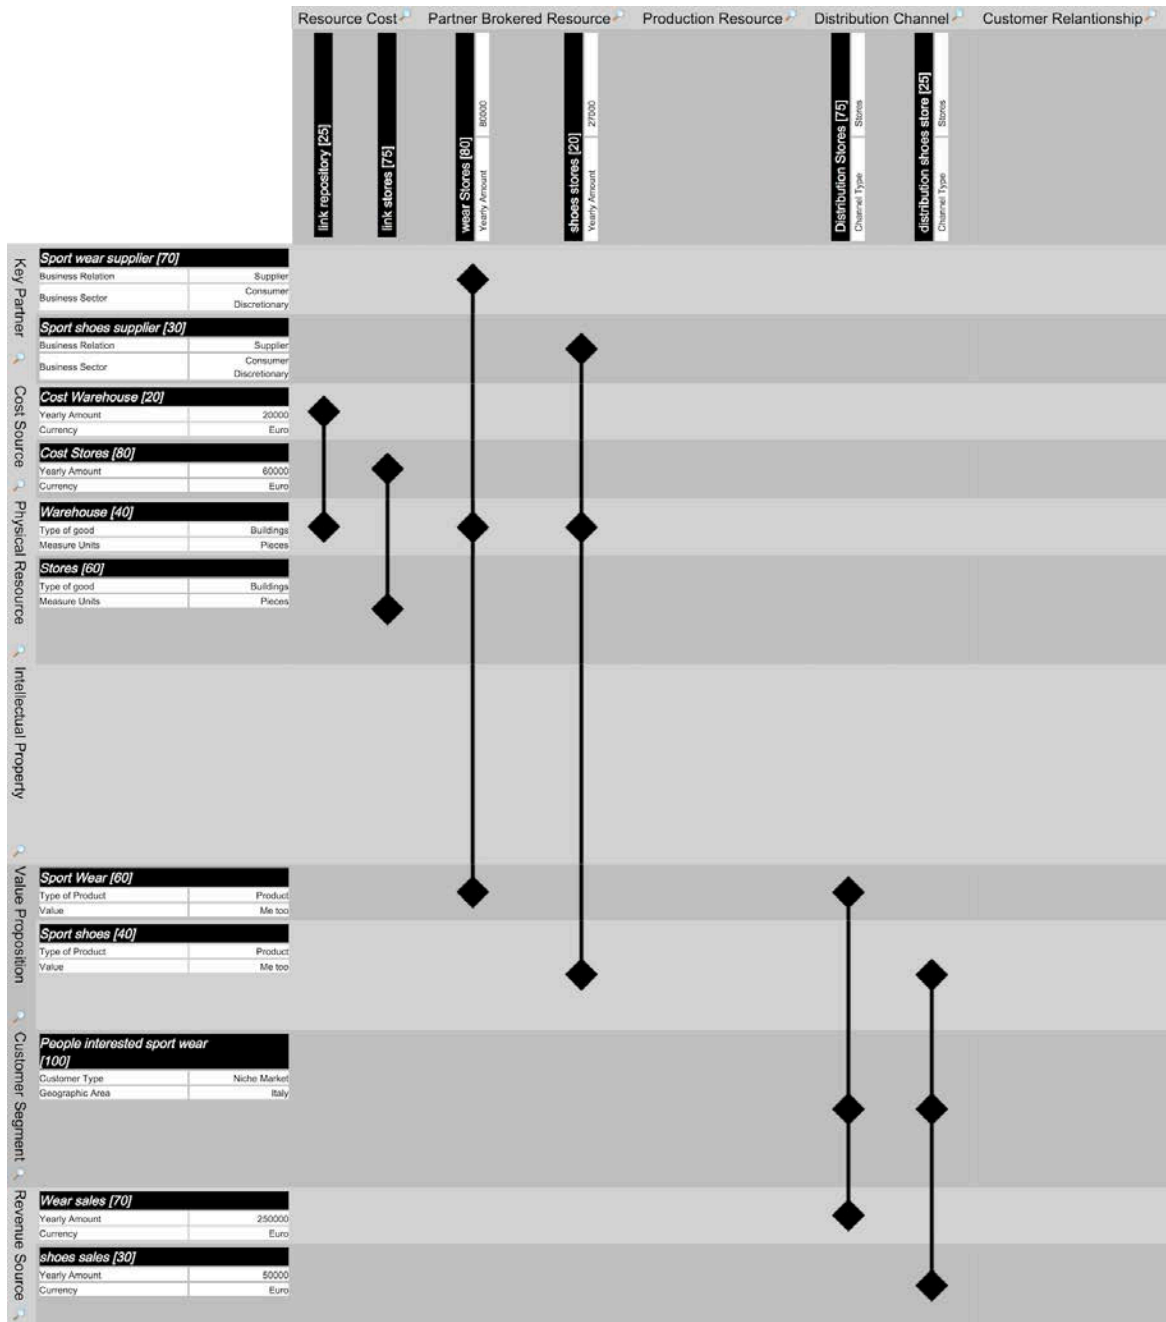 Resource Cost
Partner Brokered Resource
Production Resource
Distribution Channel
Customer Relantionship
link repository [25]
link stores [75]
wear Stores [80]
Yearly Amount 80000
shoes stores [20]
Yearly Amount 27000
Distribution Stores [75]
Channel Type Stores
distribution shoes store [25]
Channel Type Stores
Key Partner
Sport wear supplier [70]
Business Relation Supplier
Business Sector Consumer
Discretionary
Sport shoes supplier [30]
Business Relation Supplier
Business Sector Consumer
Discretionary
Cost Source
Cost Warehouse [20]
Yearly Amount 20000
Currency Euro
Cost Stores [80]
Yearly Amount 60000
Currency Euro
Physical Resource
Warehouse [40]
Type of good Buildings
Measure Units Pieces
Stores [60]
Type of good Buildings
Measure Units Pieces
Intellectual Property
Value Proposition
Sport Wear [60]
Type of Product Product
Value Me too
Sport shoes [40]
Type of Product Product
Value Me too
Customer Segment
People interested sport wear
[100]
Customer Type Niche Market
Geographic Area Italy
Revenue Source
Wear sales [70]
Yearly Amount 250000
Currency Euro
shoes sales [30]
Yearly Amount 50000
Currency Euro